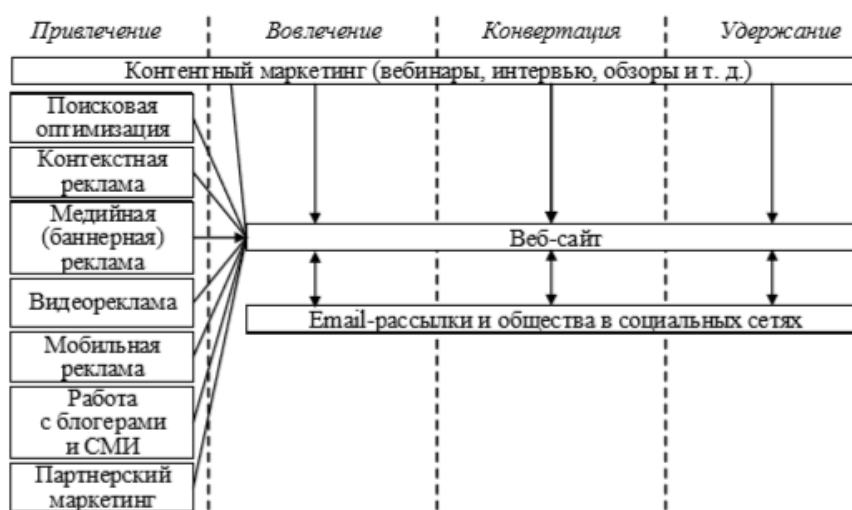 Привлечение Вовлечение Конвертация Удержание
Контентный маркетинг (вебинары, интервью, обзоры и т. д.)
Поисковая
оптимизация
Контекстная
реклама
Медийная
(баннерная)
реклама
Веб-сайт
Видеореклама
Email-рассылки и общества в социальных сетях
Мобильная
реклама
Работа
с блогерами
и СМИ
Партнерский
маркетинг